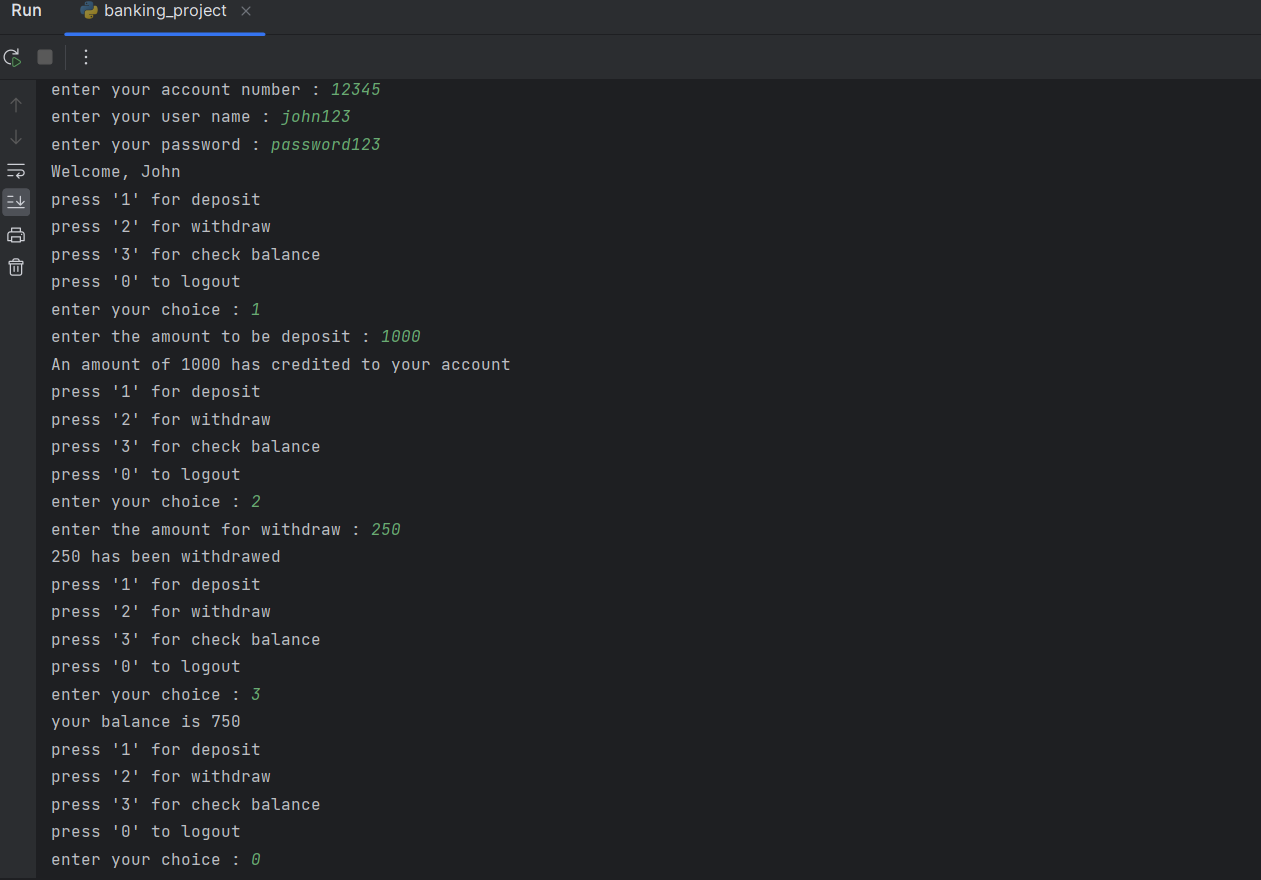 Run banking_project
enter your account number : 12345
enter your user name : john123
enter your password : password123
Welcome, John
press '1' for deposit
press '2' for withdraw
press '3' for check balance
press '0' to logout
enter your choice : 1
enter the amount to be deposit : 1000
An amount of 1000 has credited to your account
press '1' for deposit
press '2' for withdraw
press '3' for check balance
press '0' to logout
enter your choice : 2
enter the amount for withdraw : 250
250 has been withdrawed
press '1' for deposit
press '2' for withdraw
press '3' for check balance
press '0' to logout
enter your choice : 3
your balance is 750
press '1' for deposit
press '2' for withdraw
press '3' for check balance
press '0' to logout
enter your choice : 0